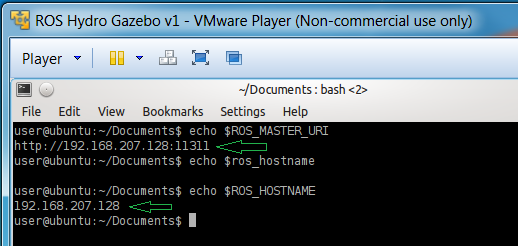 ROS Hydro Gazebo v1 - VMware Player (Non-commercial use only)
Player
~/Documents : bash <2>
File Edit View Bookmarks Settings Help
user@ubuntu:~/Documents$ echo $ROS_MASTER_URI
http://192.168.207.128:11311
user@ubuntu:~/Documents$ echo $ros_hostname
user@ubuntu:~/Documents$ echo $ROS_HOSTNAME
192.168.207.128
user@ubuntu:~/Documents$